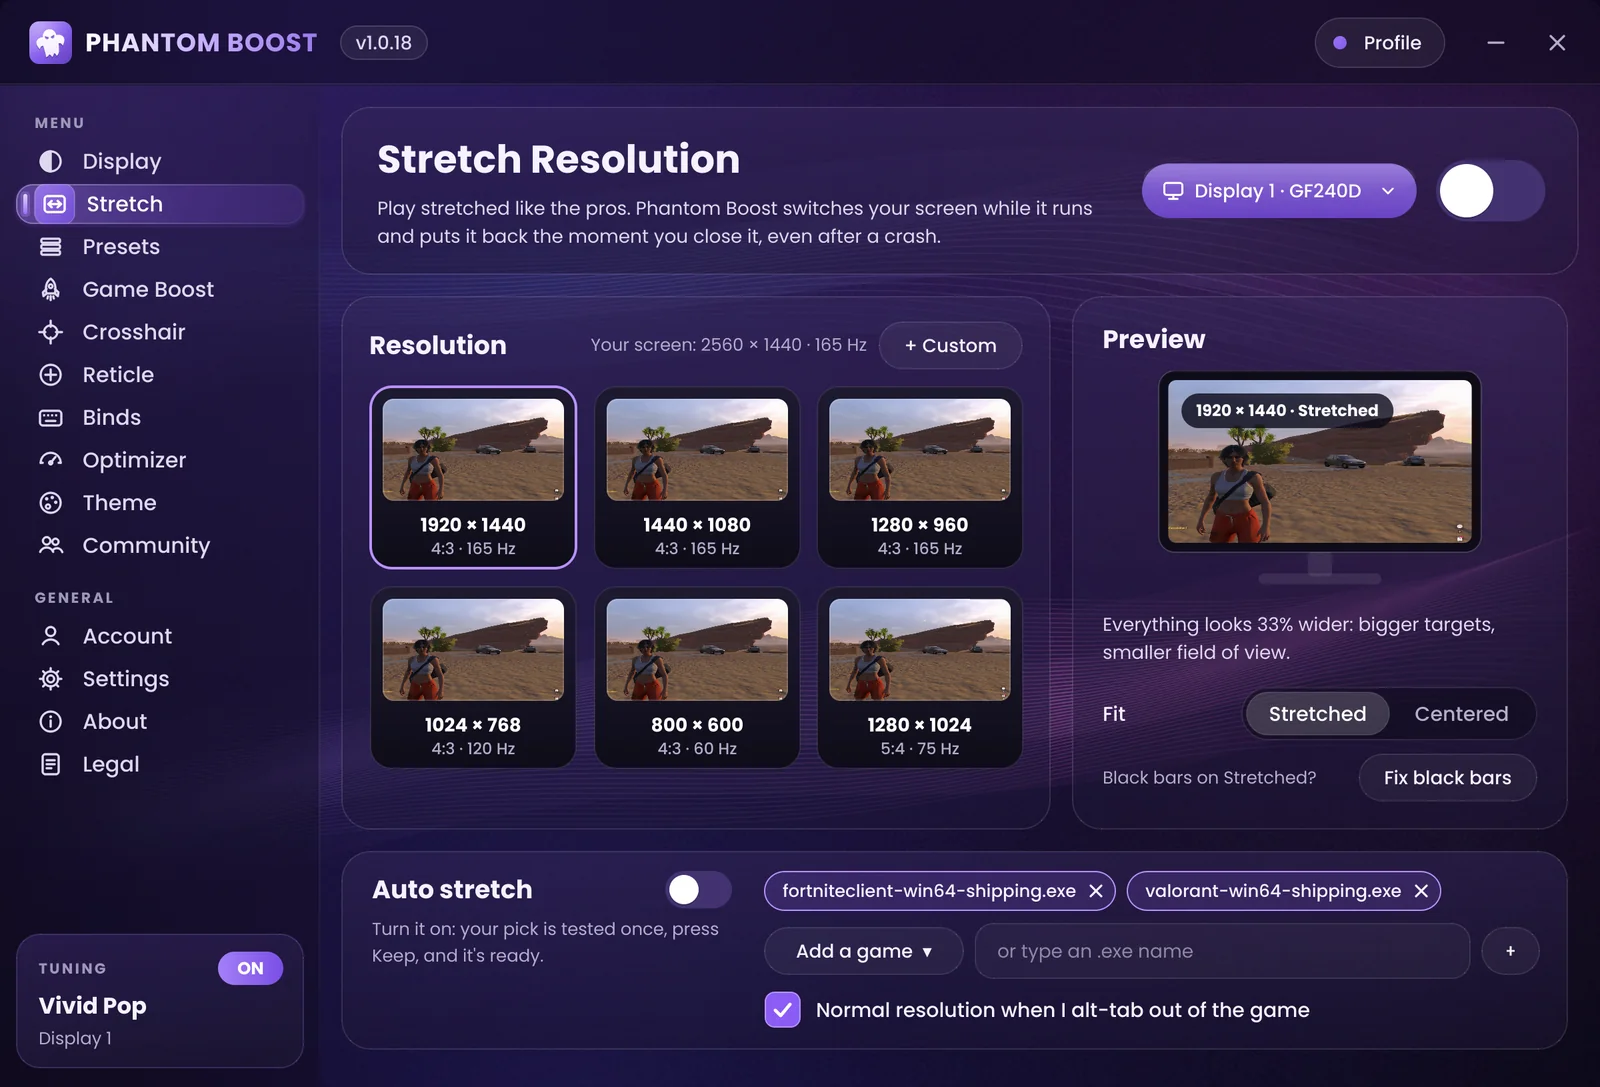 PHANTOM BOOST
v1.0.18
Profile
MENU
Display
Stretch
Presets
Game Boost
Crosshair
Reticle
Binds
Optimizer
Theme
Community
GENERAL
Account
Settings
About
Legal
TUNING
ON
Vivid Pop
Display 1
Stretch Resolution
Play stretched like the pros. Phantom Boost switches your screen while it runs
and puts it back the moment you close it, even after a crash.
Display 1 · GF240D
Resolution
Your screen: 2560 × 1440 · 165 Hz
+ Custom
1920 × 1440
4:3 · 165 Hz
1440 × 1080
4:3 · 165 Hz
1280 × 960
4:3 · 165 Hz
1024 × 768
4:3 · 120 Hz
800 × 600
4:3 · 60 Hz
1280 × 1024
5:4 · 75 Hz
Preview
1920 × 1440 · Stretched
Everything looks 33% wider: bigger targets,
smaller field of view.
Fit
Stretched
Centered
Black bars on Stretched?
Fix black bars
Auto stretch
Turn it on: your pick is tested once, press
Keep, and it's ready.
fortniteclient-win64-shipping.exe
valorant-win64-shipping.exe
Add a game ▾
or type an .exe name
+
Normal resolution when I alt-tab out of the game